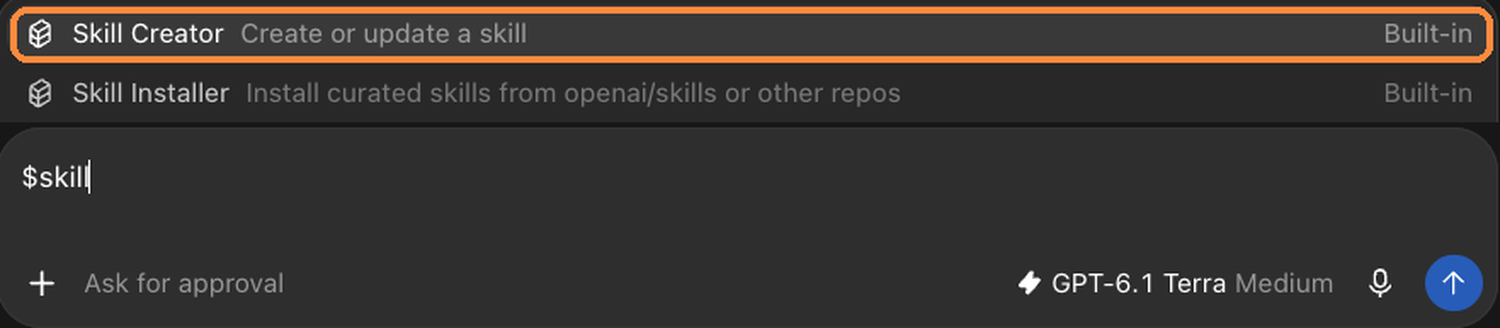 Skill Creator Create or update a skill Built-in
Skill Installer Install curated skills from openai/skills or other repos Built-in
$skill
Ask for approval GPT-6.1 Terra Medium